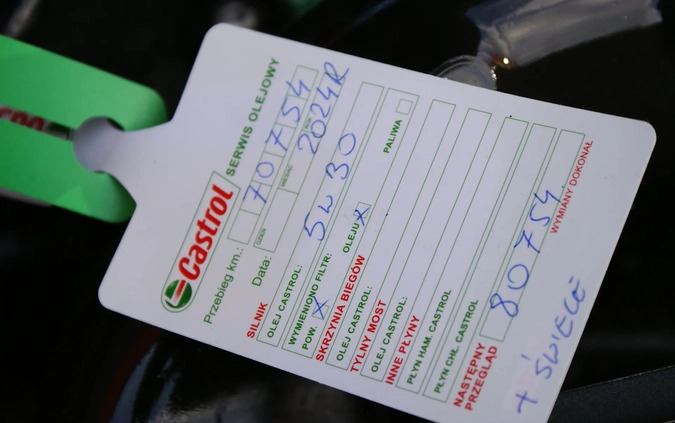 Castrol SERWIS OLEJOWY
Przebieg km.: 70754
Data: 2024R
DZIEŃ MIESIĄC
SILNIK
OLEJ CASTROL: 5W30
WYMIENIONO FILTR:
POW. X OLEJU X PALIWA
SKRZYNIA BIEGÓW
OLEJ CASTROL:
TYLNY MOST
OLEJ CASTROL:
INNE PŁYNY
PŁYN HAM. CASTROL
PŁYN CHŁ. CASTROL
NASTĘPNY
PRZEGLĄD 80754
WYMIANY DOKONAŁ
+ ŚWIECE